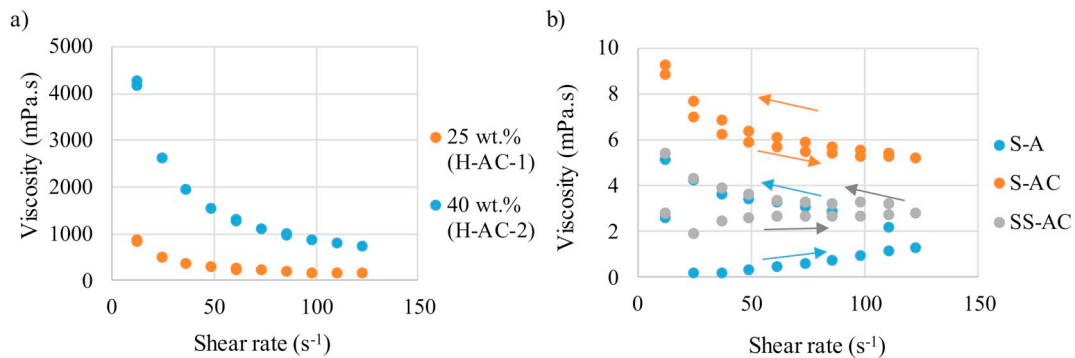 a)
5000
4000
3000
2000
1000
0
0
50
100
150
Viscosity (mPa.s)
Shear rate (s-1)
25 wt.%
(H-AC-1)
40 wt.%
(H-AC-2)
b)
10
8
6
4
2
0
0
50
100
150
Viscosity (mPa.s)
Shear rate (s-1)
S-A
S-AC
SS-AC